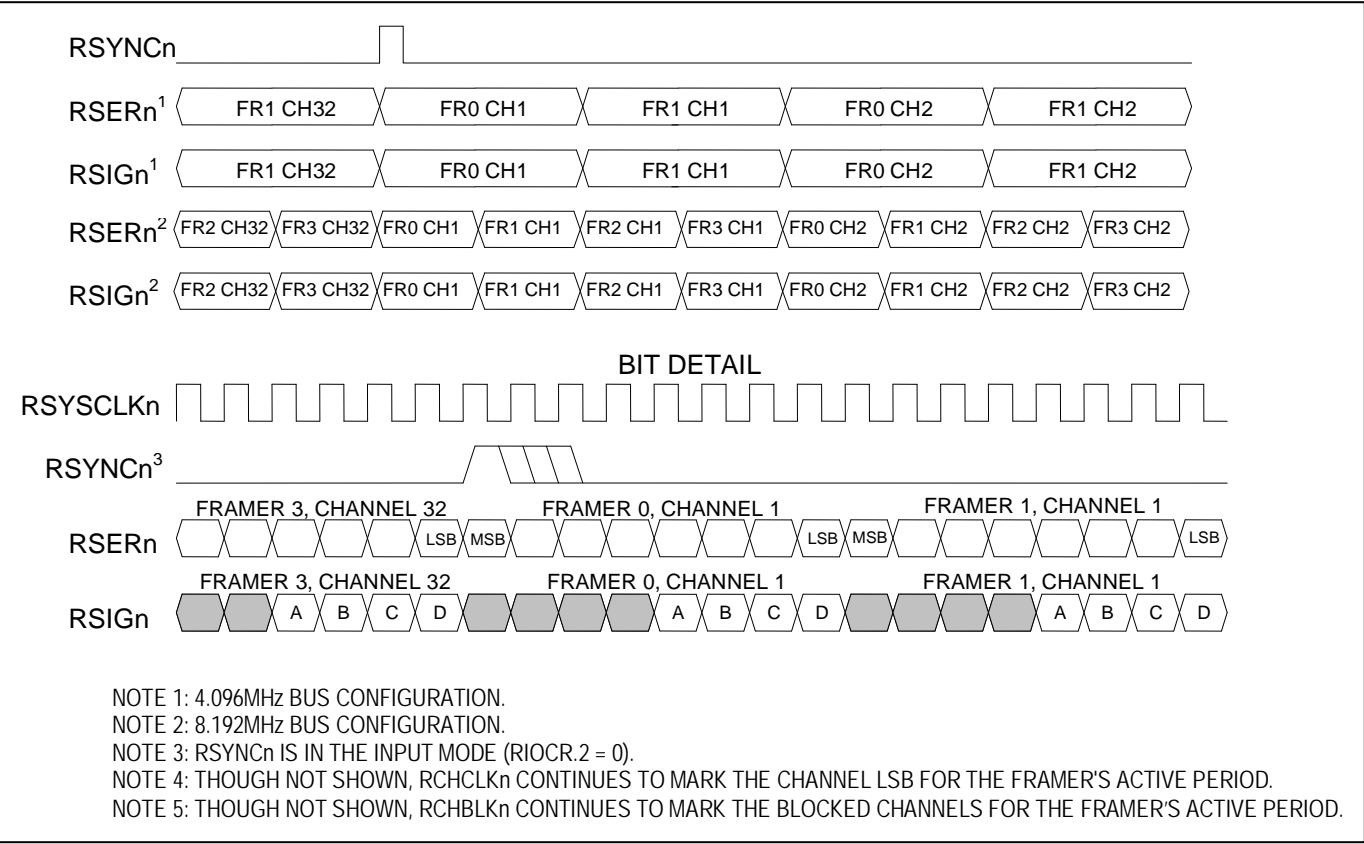 RSYNCn
RSERn1 FR1 CH32 FR0 CH1 FR1 CH1 FR0 CH2 FR1 CH2
RSIGn1 FR1 CH32 FR0 CH1 FR1 CH1 FR0 CH2 FR1 CH2
RSERn2 FR2 CH32 FR3 CH32 FR0 CH1 FR1 CH1 FR2 CH1 FR3 CH1 FR0 CH2 FR1 CH2 FR2 CH2 FR3 CH2
RSIGn2 FR2 CH32 FR3 CH32 FR0 CH1 FR1 CH1 FR2 CH1 FR3 CH1 FR0 CH2 FR1 CH2 FR2 CH2 FR3 CH2
BIT DETAIL
RSYSCLKn
RSYNCn3
FRAMER 3, CHANNEL 32 FRAMER 0, CHANNEL 1 FRAMER 1, CHANNEL 1
RSERn LSB MSB LSB MSB LSB
FRAMER 3, CHANNEL 32 FRAMER 0, CHANNEL 1 FRAMER 1, CHANNEL 1
RSIGn A B C D A B C D A B C D
NOTE 1: 4.096MHz BUS CONFIGURATION.
NOTE 2: 8.192MHz BUS CONFIGURATION.
NOTE 3: RSYNCn IS IN THE INPUT MODE (RIOCR.2 = 0).
NOTE 4: THOUGH NOT SHOWN, RCHCLKn CONTINUES TO MARK THE CHANNEL LSB FOR THE FRAMER'S ACTIVE PERIOD.
NOTE 5: THOUGH NOT SHOWN, RCHBLKn CONTINUES TO MARK THE BLOCKED CHANNELS FOR THE FRAMER’S ACTIVE PERIOD.